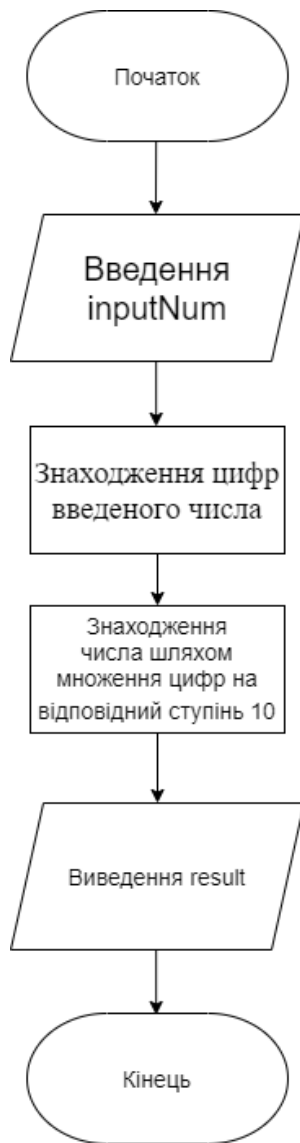 Початок
Введення
inputNum
Знаходження цифр
введеного числа
Знаходження
числа шляхом
множення цифр на
відповідний ступінь 10
Виведення result
Кінець